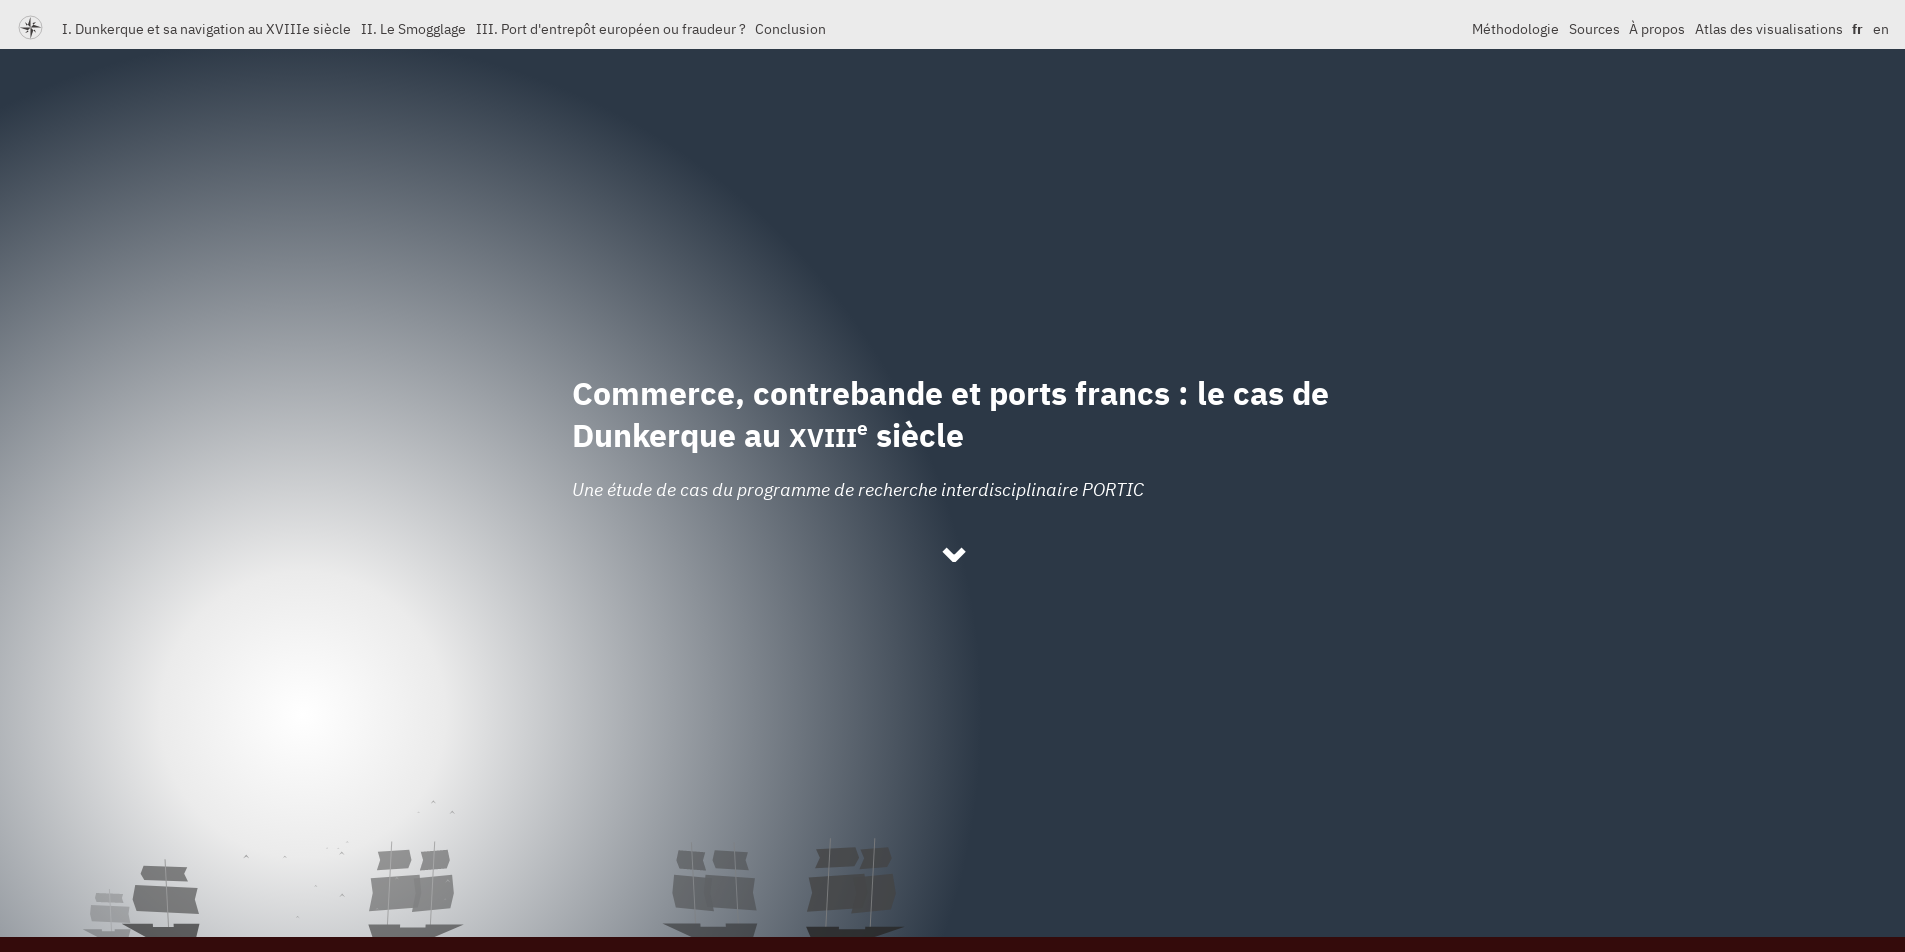 I. Dunkerque et sa navigation au XVIIIe siècle II. Le Smogglage III. Port d'entrepôt européen ou fraudeur ? Conclusion Méthodologie Sources À propos Atlas des visualisations fr en
Commerce, contrebande et ports francs : le cas de
Dunkerque au XVIIIe siècle
Une étude de cas du programme de recherche interdisciplinaire PORTIC